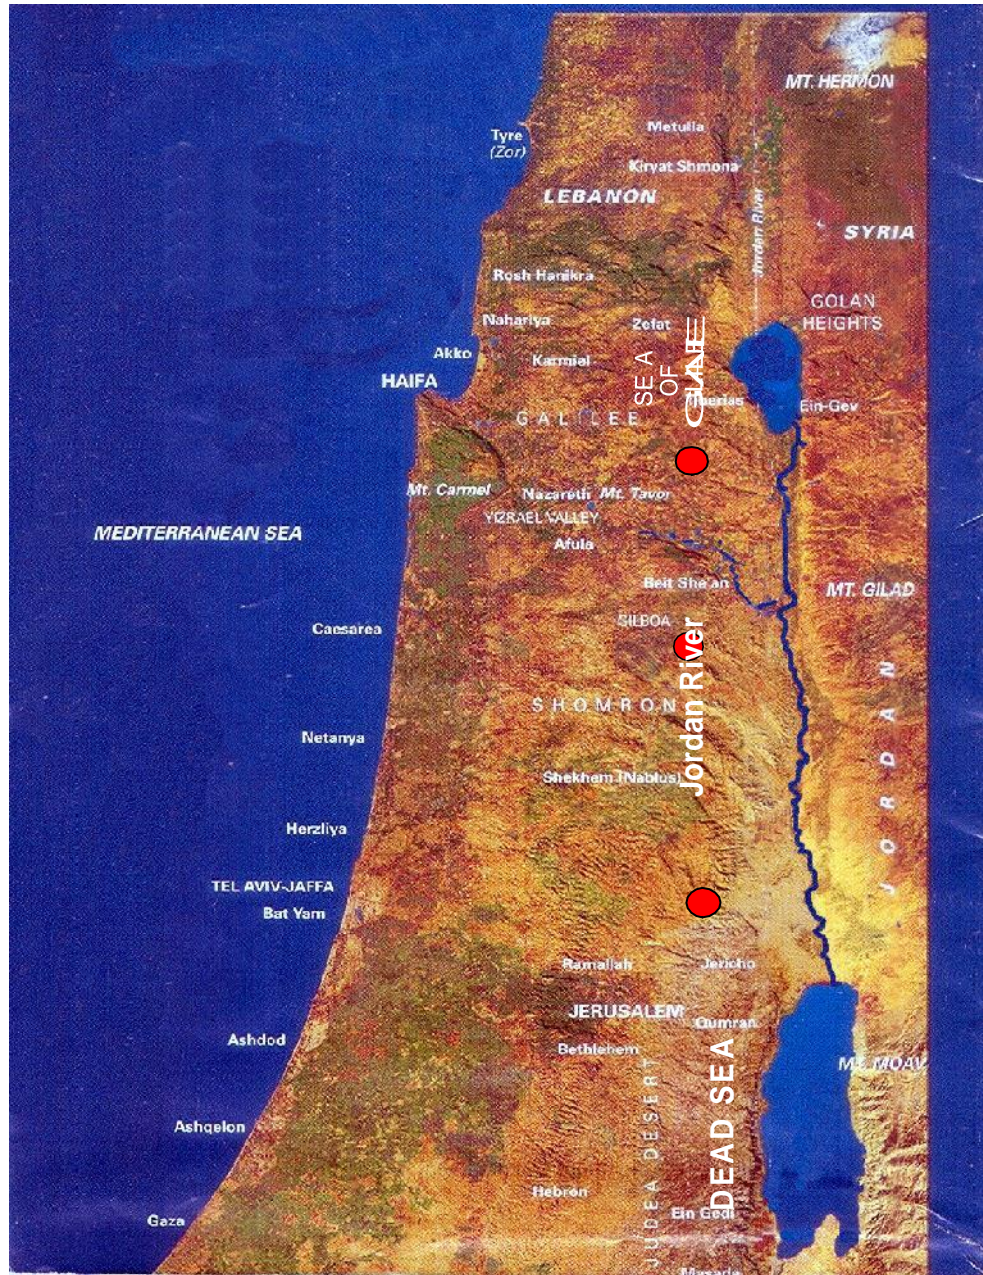 MT. HERMON
Metulla
Tyre
(Zor)
Kiryat Shmona
LEBANON
Jordan River
SYRIA
Rosh Hanikra
GOLAN
HEIGHTS
Nahariya
Zefat
Akko
Karmiel
HAIFA
SEA
OF
Tiberias
Ein-Gev
GALILEE
Mt. Carmel
Nazareth
Mt. Tavor
YIZRAEL VALLEY
MEDITERRANEAN SEA
Afula
Beit She'an
MT. GILAD
Caesarea
SILBOA
Jordan River
JORDAN
SHOMRON
Netanya
Shekhem (Nablus)
Herzliya
TEL AVIV-JAFFA
Bat Yam
Ramallah
Jericho
JERUSALEM
Qumran
Ashdod
Bethlehem
DEAD SEA
MT. MOAV
JUDEA DESERT
Ashqelon
Hebron
Ein Gedi
Gaza
Masada